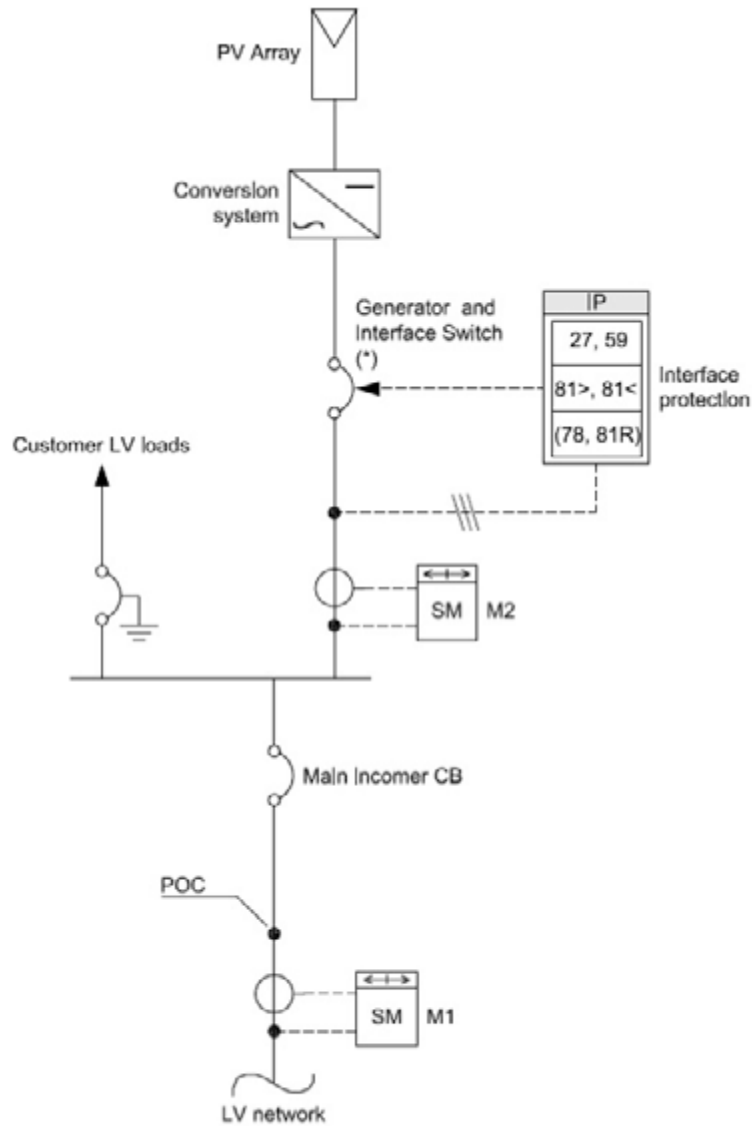 PV Array
Conversion
system
Generator and
Interface Switch
(*)
IP
27, 59
81>, 81<
(78, 81R)
Interface
protection
Customer LV loads
SM
M2
Main Incomer CB
POC
SM
M1
LV network